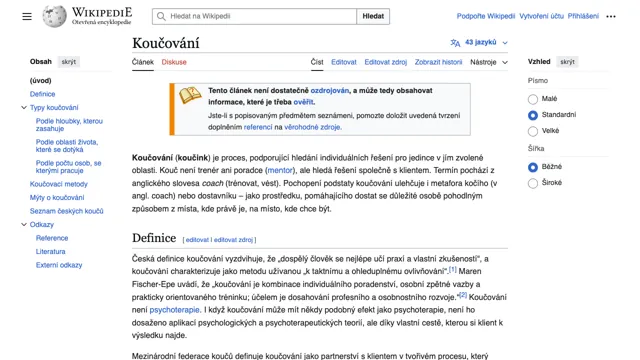 WIKIPEDIE
Otevřená encyklopedie
Hledat na Wikipedii
Hledat
Podpořte Wikipedii
Vytvoření účtu
Přihlášení
Obsah
skrýt
(úvod)
Definice
Typy koučování
Podle hloubky, kterou
zasahuje
Podle oblasti života,
které se dotýká
Podle počtu osob, se
kterými pracuje
Koučovací metody
Mýty o koučování
Seznam českých koučů
Odkazy
Reference
Literatura
Externí odkazy
Koučování
43 jazyků
Článek
Diskuse
Číst
Editovat
Editovat zdroj
Zobrazit historii
Nástroje
Tento článek není dostatečně ozdrojován, a může tedy obsahovat
informace, které je třeba ověřit.
Jste-li s popisovaným předmětem seznámeni, pomozte doložit uvedená tvrzení
doplněním referencí na věrohodné zdroje.
Koučování (koučink) je proces, podporující hledání individuálních řešení pro jedince v jím zvolené
oblasti. Kouč není trenér ani poradce (mentor), ale hledá řešení společně s klientem. Termín pochází z
anglického slovesa coach (trénovat, vést). Pochopení podstaty koučování ulehčuje i metafora kočího (v
angl. coach) nebo dostavníku – jako prostředku, pomáhajícího dostat se důležité osobě pohodlným
způsobem z místa, kde právě je, na místo, kde chce být.
Definice [ editovat | editovat zdroj ]
Česká definice koučování vyzdvihuje, že „dospělý člověk se nejlépe učí praxí a vlastní zkušeností“, a
koučování charakterizuje jako metodu užívanou „k taktnímu a ohleduplnému ovlivňování“.[1] Maren
Fischer-Epe uvádí, že „koučování je kombinace individuálního poradenství, osobní zpětné vazby a
prakticky orientovaného tréninku; účelem je dosahování profesního a osobnostního rozvoje.“[2] Koučování
není psychoterapie. I když koučování může mít někdy podobný efekt jako psychoterapie, není ho
dosaženo aplikací psychologických a psychoterapeutických teorií, ale díky vlastní cestě, kterou si klient k
výsledku najde.
Mezinárodní federace koučů definuje koučování jako partnerství s klientem v tvořivém procesu, který
Vzhled
skrýt
Písmo
Malé
Standardní
Velké
Šířka
Běžné
Široké